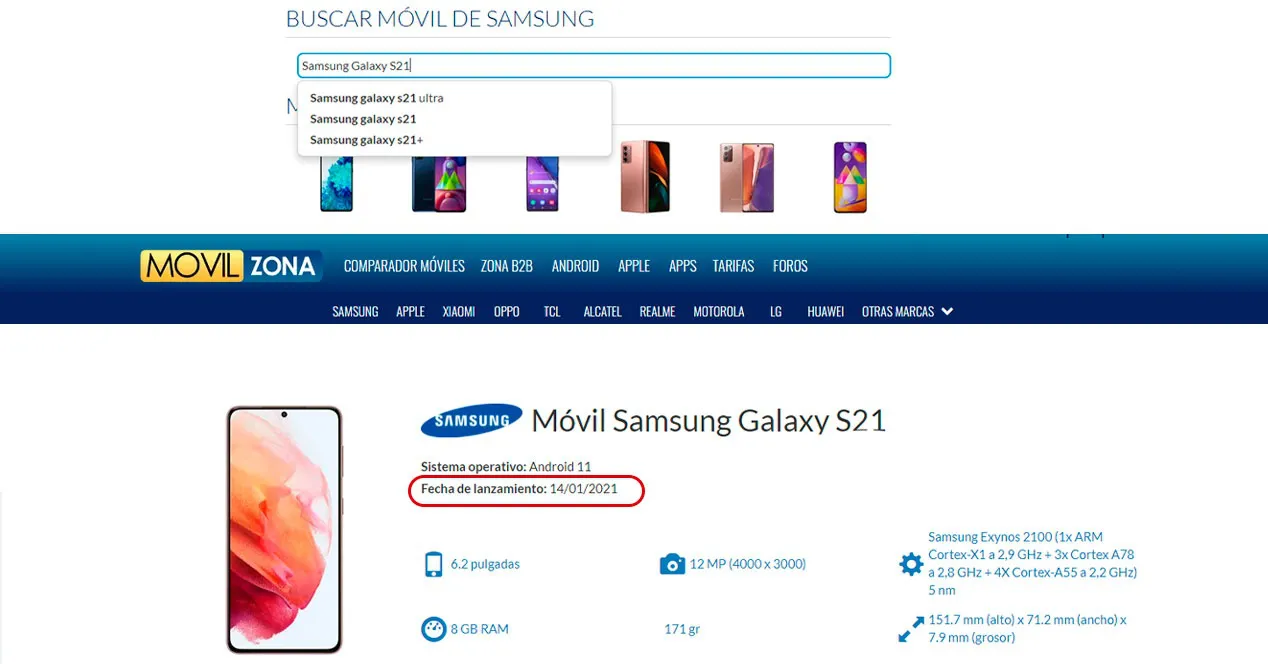 BUSCAR MÓVIL DE SAMSUNG
Samsung Galaxy S21
Samsung galaxy s21 ultra
Samsung galaxy s21
Samsung galaxy s21+
MOVIL ZONA
COMPARADOR MÓVILES ZONA B2B ANDROID APPLE APPS TARIFAS FOROS
SAMSUNG APPLE XIAOMI OPPO TCL ALCATEL REALME MOTOROLA LG HUAWEI OTRAS MARCAS
SAMSUNG Móvil Samsung Galaxy S21
Sistema operativo: Android 11
Fecha de lanzamiento: 14/01/2021
6.2 pulgadas
12 MP (4000 x 3000)
Samsung Exynos 2100 (1x ARM
Cortex-X1 a 2,9 GHz + 3x Cortex A78
a 2,8 GHz + 4X Cortex-A55 a 2,2 GHz)
5 nm
8 GB RAM
171 gr
151.7 mm (alto) x 71.2 mm (ancho) x
7.9 mm (grosor)